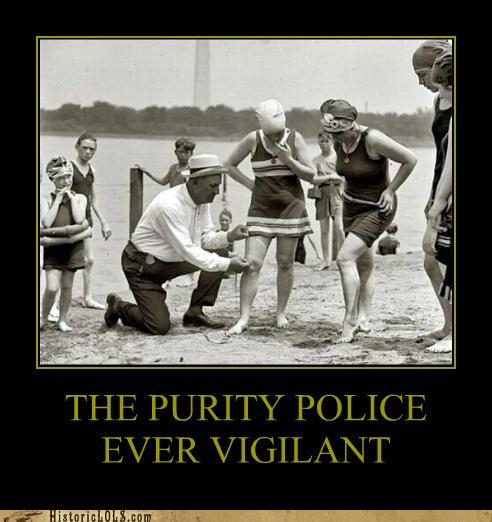 THE PURITY POLICE
EVER VIGILANT
HistoricLOLS.com